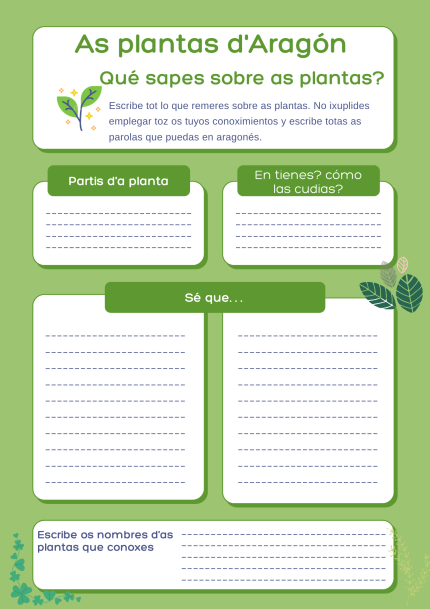 As plantas d'Aragón
Qué sapes sobre as plantas?
Escribe tot lo que remeres sobre as plantas. No ixuplides
emplegar toz os tuyos conoximientos y escribe totas as
parolas que puedas en aragonés.
Partis d'a planta
En tienes? cómo
las cudias?
Sé que...
Escribe os nombres d'as
plantas que conoxes